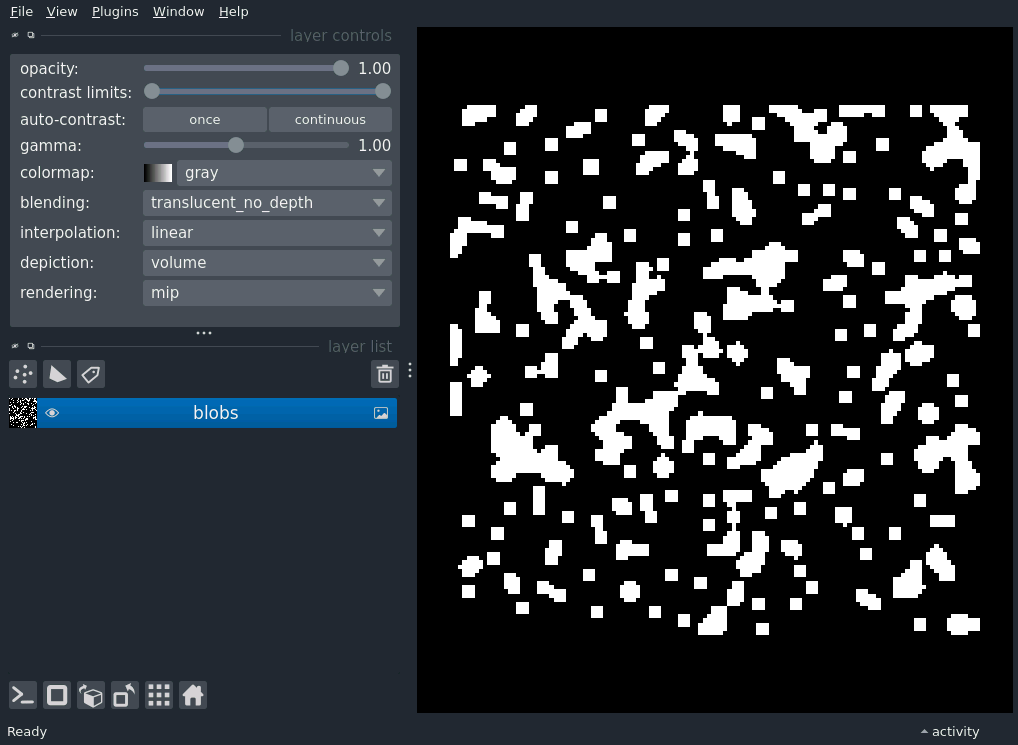 File View Plugins Window Help
layer controls
opacity: 1.00
contrast limits:
auto-contrast: once continuous
gamma: 1.00
colormap: gray
blending: translucent_no_depth
interpolation: linear
depiction: volume
rendering: mip
layer list
blobs
Ready
activity